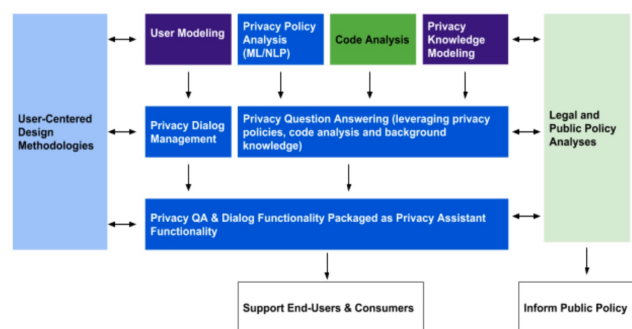 User Modeling
Privacy Policy
Analysis
(ML/NLP)
Code Analysis
Privacy
Knowledge
Modeling
User-Centered
Design
Methodologies
Privacy Dialog
Management
Privacy Question Answering (leveraging privacy
policies, code analysis and background
knowledge)
Legal and
Public Policy
Analyses
Privacy QA & Dialog Functionality Packaged as Privacy Assistant
Functionality
Support End-Users & Consumers
Inform Public Policy